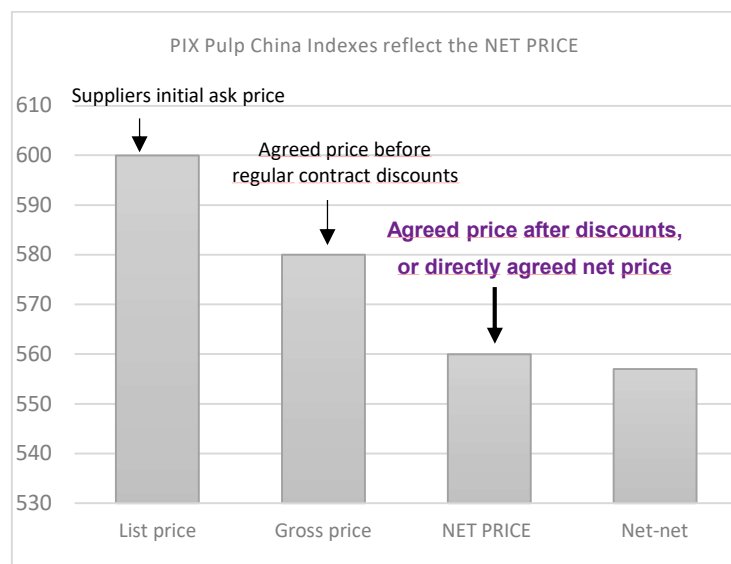 PIX Pulp China Indexes reflect the NET PRICE
610
Suppliers initial ask price
600
Agreed price before
regular contract discounts
590
580
Agreed price after discounts,
or directly agreed net price
570
560
550
540
530
List price
Gross price
NET PRICE
Net-net